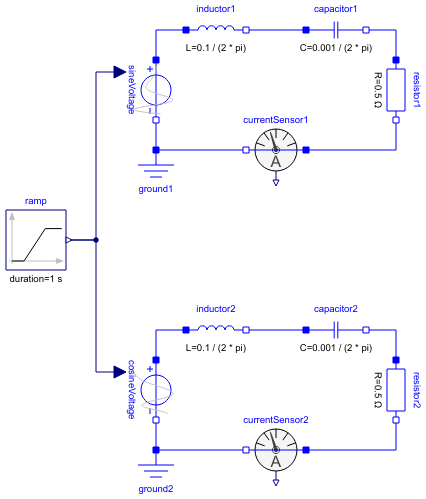 inductor1
capacitor1
L=0.1 / (2 * pi)
C=0.001 / (2 * pi)
+
sineVoltage
-
R=0.5 Ω
resistor1
currentSensor1
A
ground1
ramp
duration=1 s
inductor2
capacitor2
L=0.1 / (2 * pi)
C=0.001 / (2 * pi)
+
cosineVoltage
-
R=0.5 Ω
resistor2
currentSensor2
A
ground2